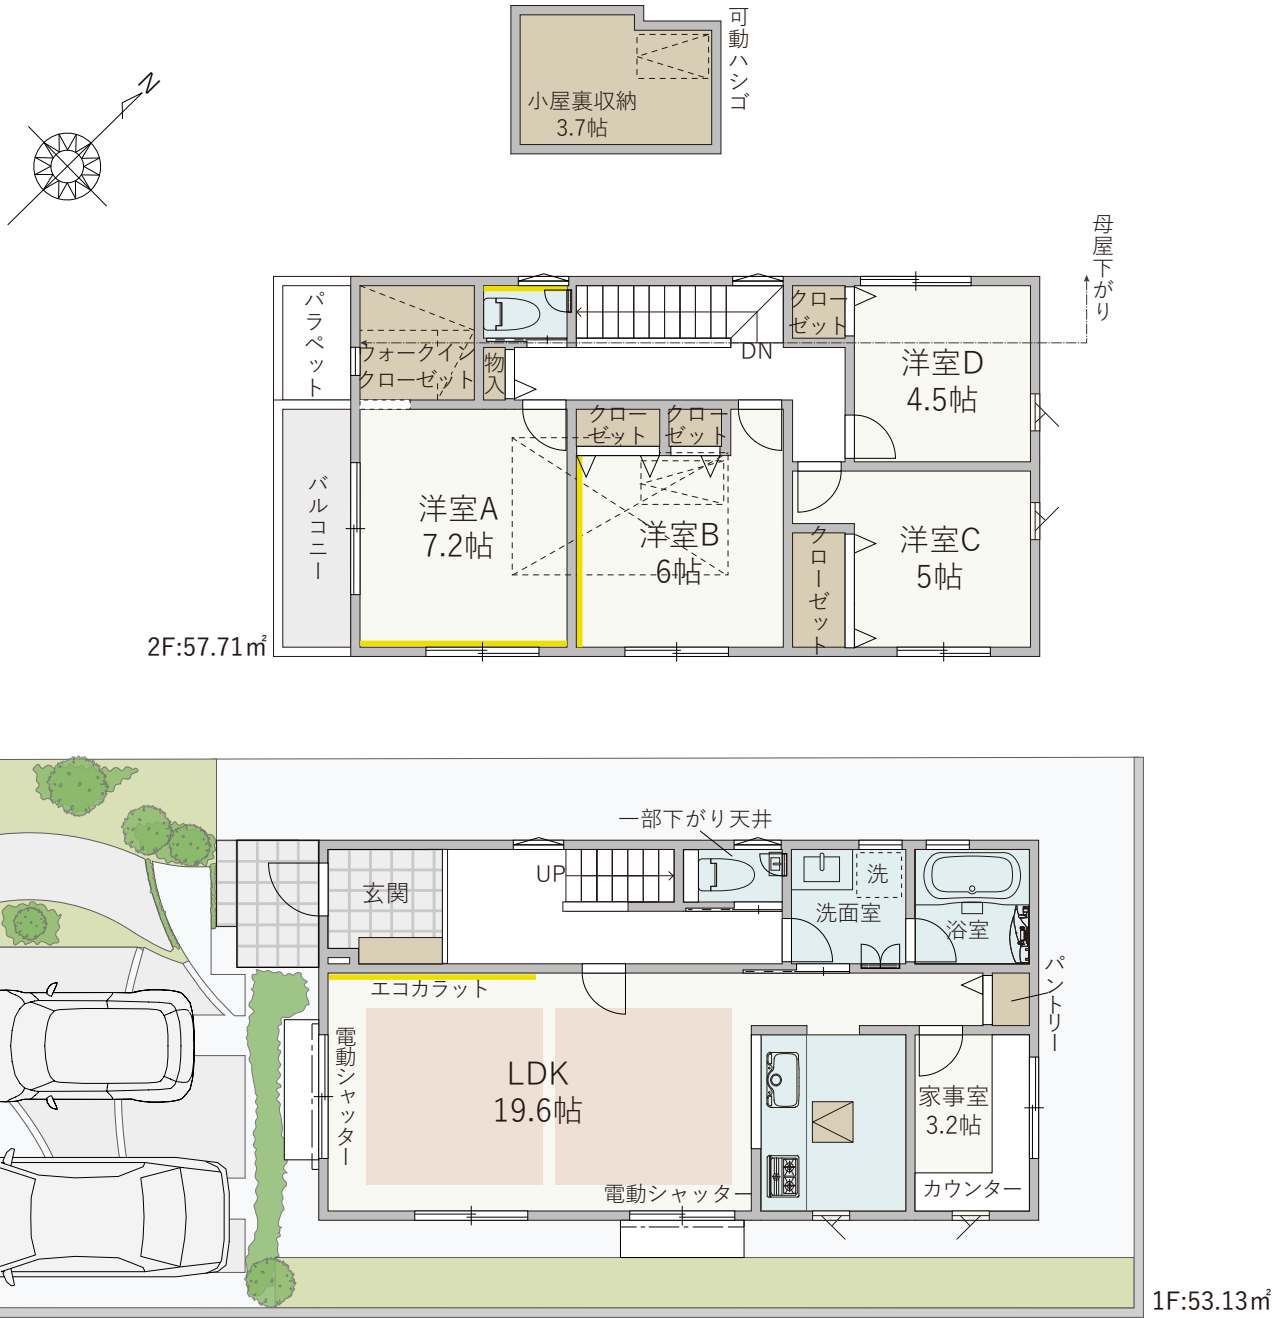 可動ハシゴ
小屋裏収納
3.7帖
N
母屋下がり
パラペット
ウォークイン
クローゼット
物入
DN
クロー
ゼット
洋室D
4.5帖
クロー
ゼット
クロー
ゼット
バルコニー
洋室A
7.2帖
洋室B
6帖
クローゼット
洋室C
5帖
2F:57.71㎡
一部下がり天井
UP
玄関
洗
洗面室
浴室
パントリー
エコカラット
電動シャッター
LDK
19.6帖
家事室
3.2帖
電動シャッター
カウンター
1F:53.13㎡